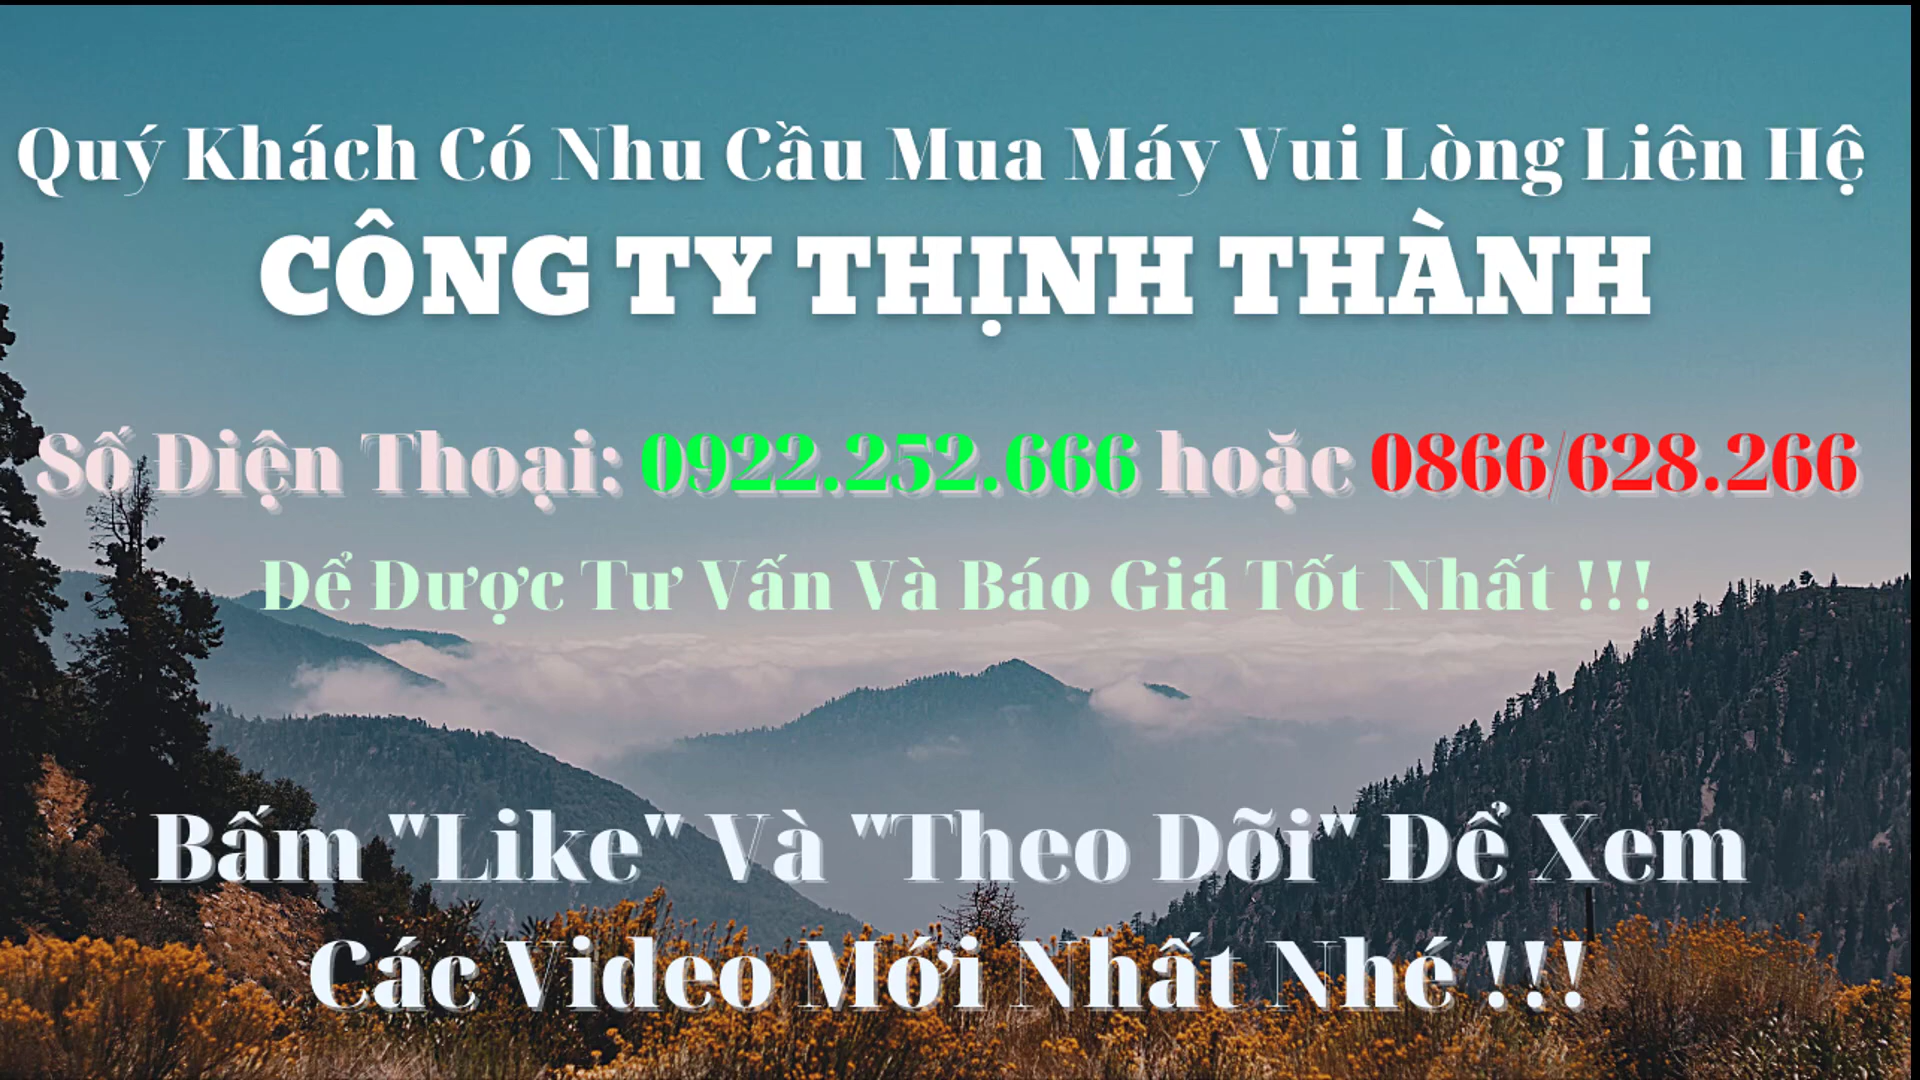 Quý Khách Có Nhu Cầu Mua Máy Vui Lòng Liên Hệ
CÔNG TY THỊNH THÀNH
Số Điện Thoại: 0922.252.666 hoặc 0866/628.266
Để Được Tư Vấn Và Báo Giá Tốt Nhất !!!
Bấm "Like" Và "Theo Dõi" Để Xem
Các Video Mới Nhất Nhé !!!